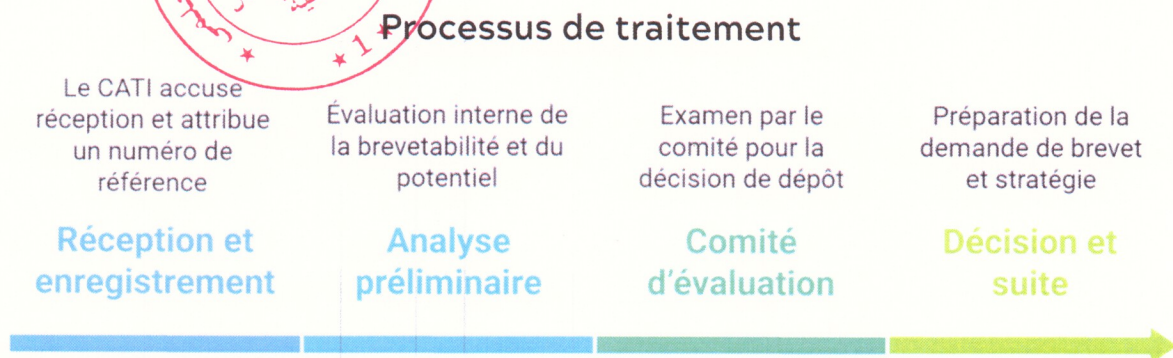 Processus de traitement
Le CATI accuse
réception et attribue
un numéro de
référence
Réception et
enregistrement
Évaluation interne de
la brevetabilité et du
potentiel
Analyse
préliminaire
Examen par le
comité pour la
décision de dépôt
Comité
d'évaluation
Préparation de la
demande de brevet
et stratégie
Décision et
suite
1